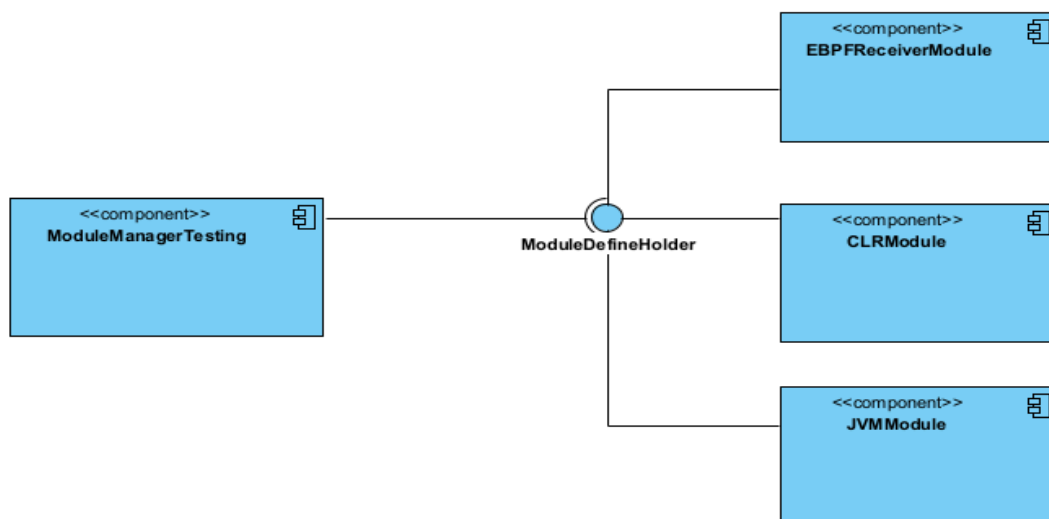 <<component>>
EBPFReceiverModule
<<component>>
ModuleManagerTesting
ModuleDefineHolder
<<component>>
CLRModule
<<component>>
JVMModule